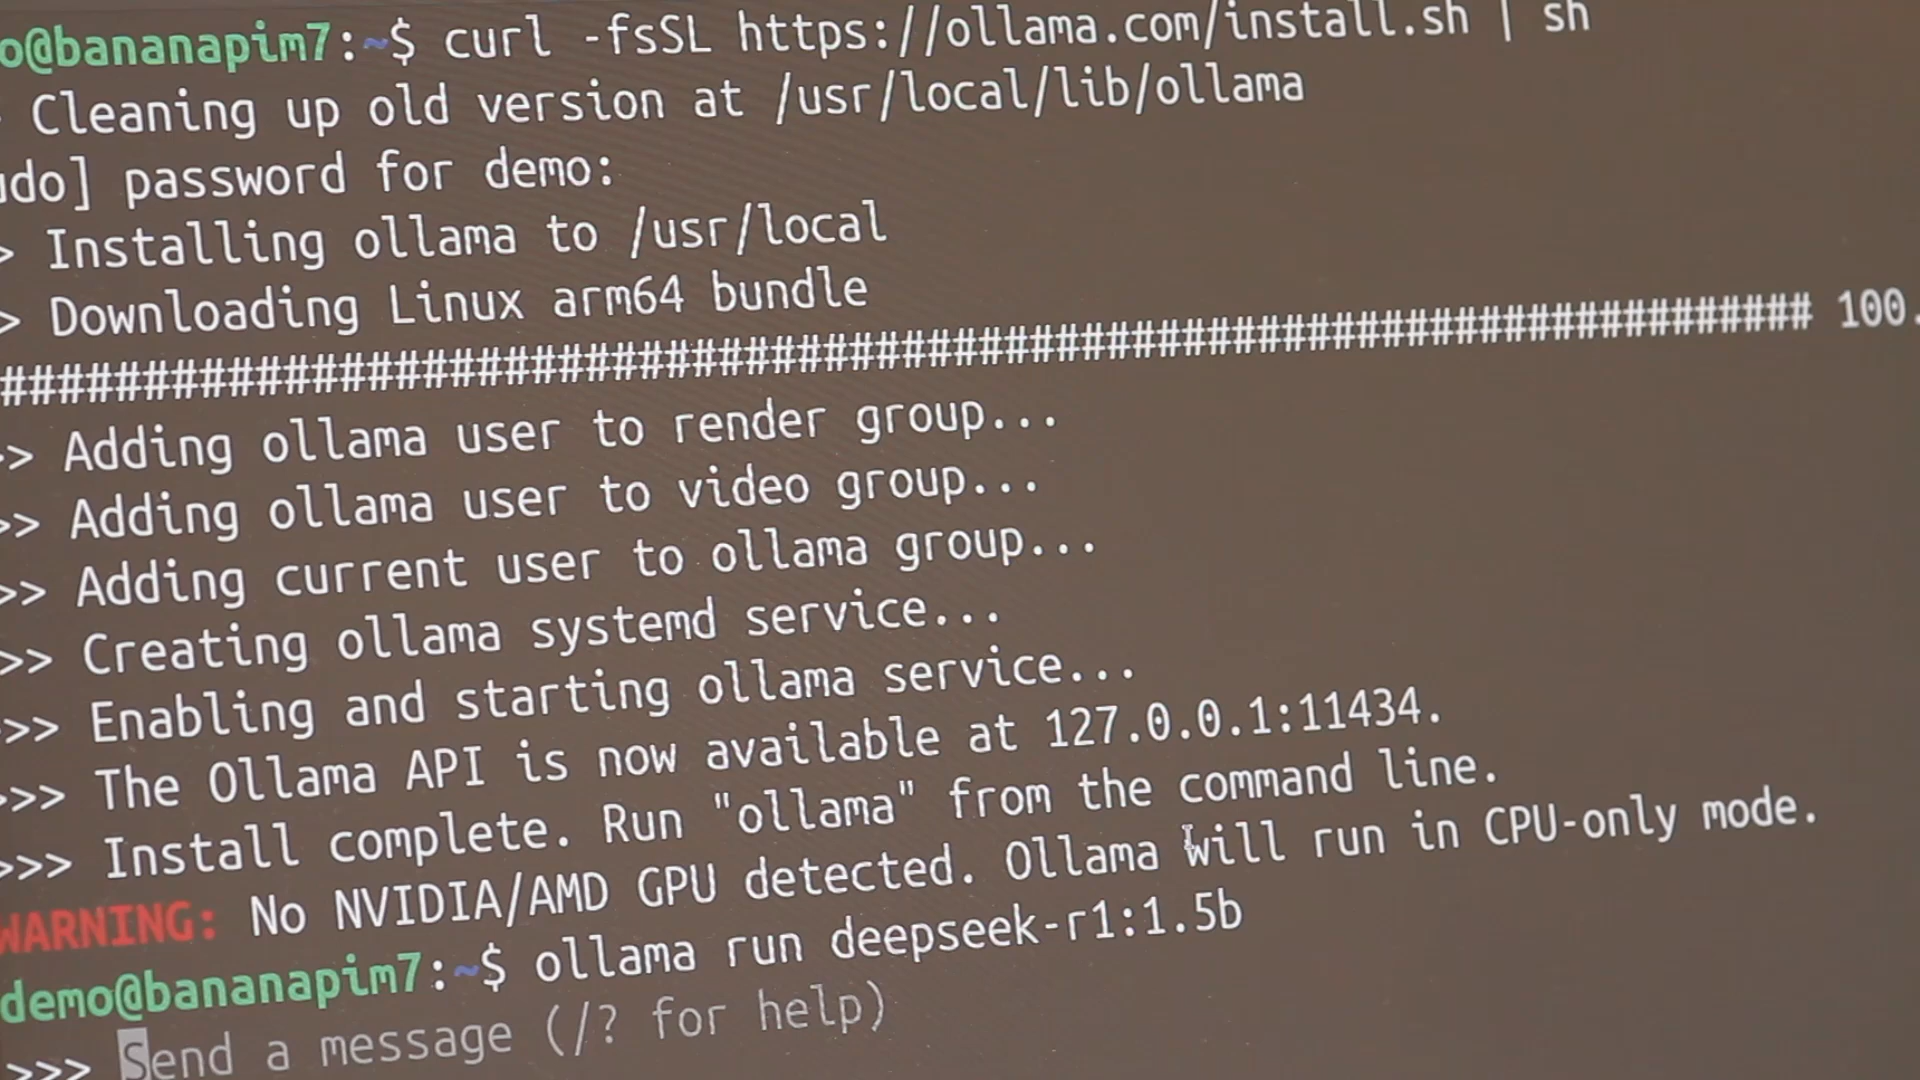 o@bananapim7:~$ curl -fsSL https://ollama.com/install.sh | sh
Cleaning up old version at /usr/local/lib/ollama
udo] password for demo:
> Installing ollama to /usr/local
> Downloading Linux arm64 bundle
################################################################## 100.
>> Adding ollama user to render group...
>> Adding ollama user to video group...
>> Adding current user to ollama group...
>> Creating ollama systemd service...
>>> Enabling and starting ollama service...
>>> The Ollama API is now available at 127.0.0.1:11434.
>>> Install complete. Run "ollama" from the command line.
WARNING: No NVIDIA/AMD GPU detected. Ollama will run in CPU-only mode.
demo@bananapim7:~$ ollama run deepseek-r1:1.5b
>>> Send a message (/? for help)